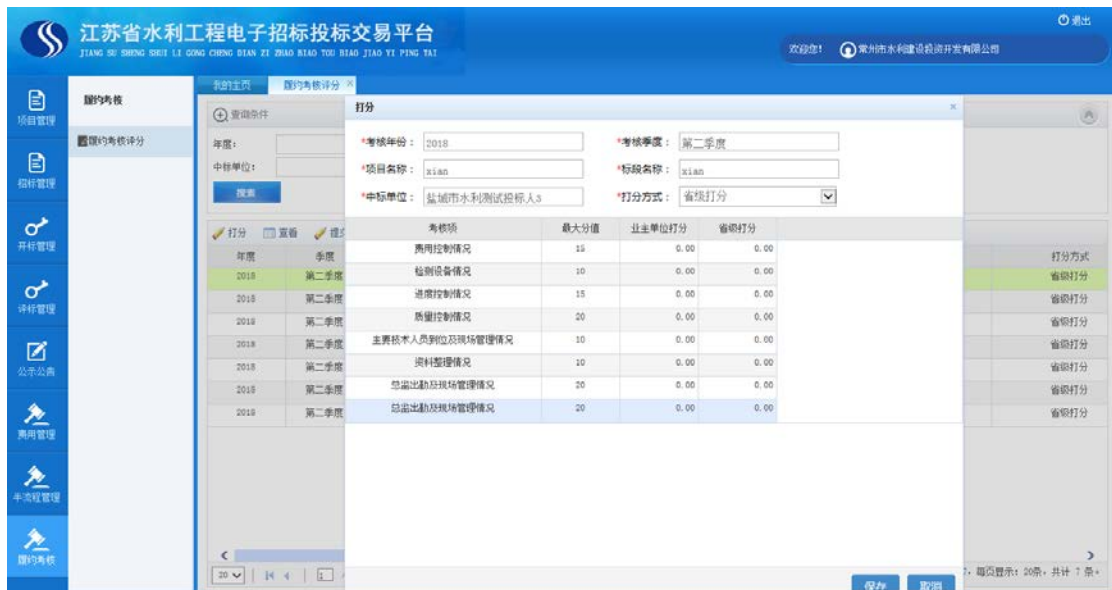 江苏省水利工程电子招标投标交易平台
JIANG SU SHENG SHUI LI GONG CHENG DIAN ZI ZHAO BIAO TOU BIAO JIAO YI PING TAI
退出
欢迎您! 常州市水利建设投资开发有限公司
项目管理
招标管理
开标管理
评标管理
公示公告
费用管理
半流程管理
履约考核
履约考核
履约考核评分
我的主页 履约考核评分 ×
查询条件
年度:
中标单位:
搜索
打分 查看 提交
年度 季度 打分方式
2018 第二季度 省级打分
2018 第二季度 省级打分
2018 第二季度 省级打分
2018 第二季度 省级打分
2018 第二季度 省级打分
2018 第二季度 省级打分
2018 第二季度 省级打分
打分 ×
*考核年份: 2018 *考核季度: 第二季度
*项目名称: xian *标段名称: xian
*中标单位: 盐城市水利测试投标人3 *打分方式: 省级打分
考核项 最大分值 业主单位打分 省级打分
费用控制情况 15 0.00 0.00
检测设备情况 10 0.00 0.00
进度控制情况 15 0.00 0.00
质量控制情况 20 0.00 0.00
主要技术人员到位及现场管理情况 10 0.00 0.00
资料整理情况 10 0.00 0.00
总监出勤及现场管理情况 20 0.00 0.00
总监出勤及现场管理情况 20 0.00 0.00
保存 取消
20 1 每页显示: 20条, 共计 7 条。